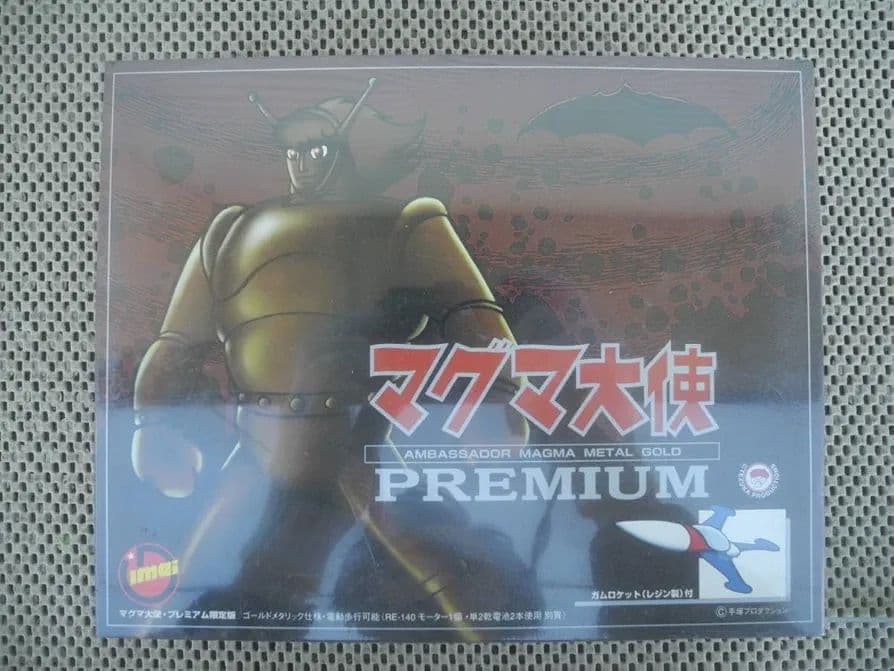 マグマ大使
AMBASSADOR MAGMA METAL GOLD
PREMIUM
©TEZUKA PRODUCTIONS
imai
ガムロケット(レジン製)付
マグマ大使・プレミアム限定版 ゴールドメタリック仕様・電動歩行可能(RE-140 モーター1個・単2乾電池2本使用 別売)
©手塚プロダクション